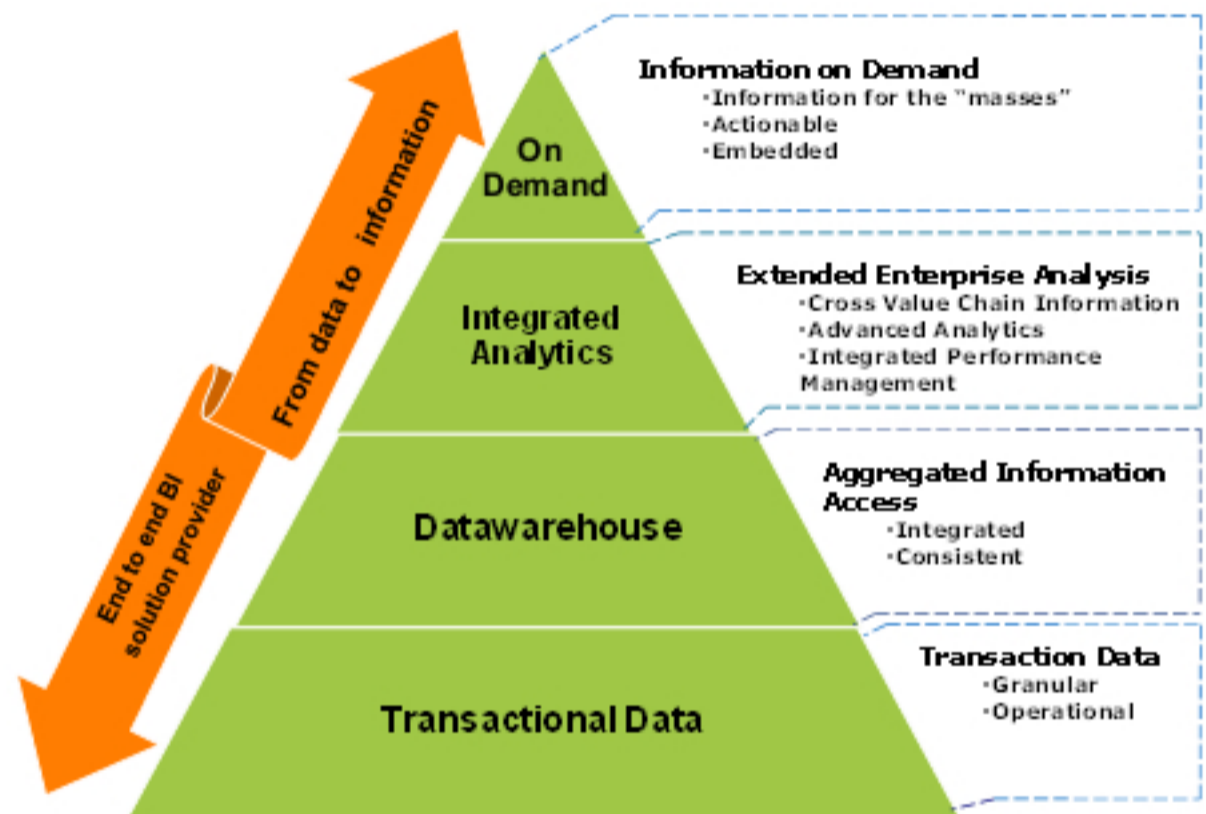 From data to information
End to end BI
solution provider
On
Demand
Integrated
Analytics
Datawarehouse
Transactional Data
Information on Demand
·Information for the "masses"
·Actionable
·Embedded
Extended Enterprise Analysis
·Cross Value Chain Information
·Advanced Analytics
·Integrated Performance
Management
Aggregated Information
Access
·Integrated
·Consistent
Transaction Data
·Granular
·Operational